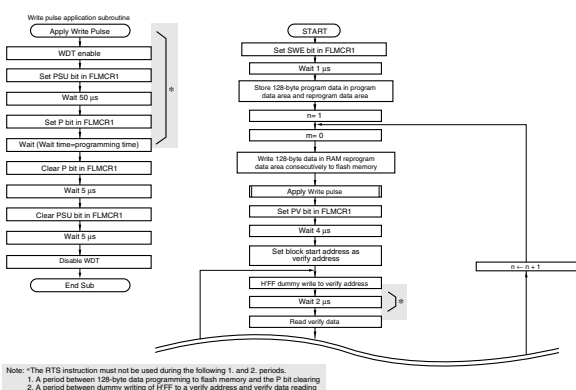 Write pulse application subroutine
Apply Write Pulse
WDT enable
Set PSU bit in FLMCR1
Wait 50 µs
Set P bit in FLMCR1
Wait (Wait time=programming time)
Clear P bit in FLMCR1
Wait 5 µs
Clear PSU bit in FLMCR1
Wait 5 µs
Disable WDT
End Sub
*
START
Set SWE bit in FLMCR1
Wait 1 µs
Store 128-byte program data in program
data area and reprogram data area
n= 1
m= 0
Write 128-byte data in RAM reprogram
data area consecutively to flash memory
Apply Write pulse
Set PV bit in FLMCR1
Wait 4 µs
Set block start address as
verify address
H'FF dummy write to verify address
Wait 2 µs
*
Read verify data
n ← n + 1
Note: *The RTS instruction must not be used during the following 1. and 2. periods.
1. A period between 128-byte data programming to flash memory and the P bit clearing
2. A period between dummy writing of H'FF to a verify address and verify data reading